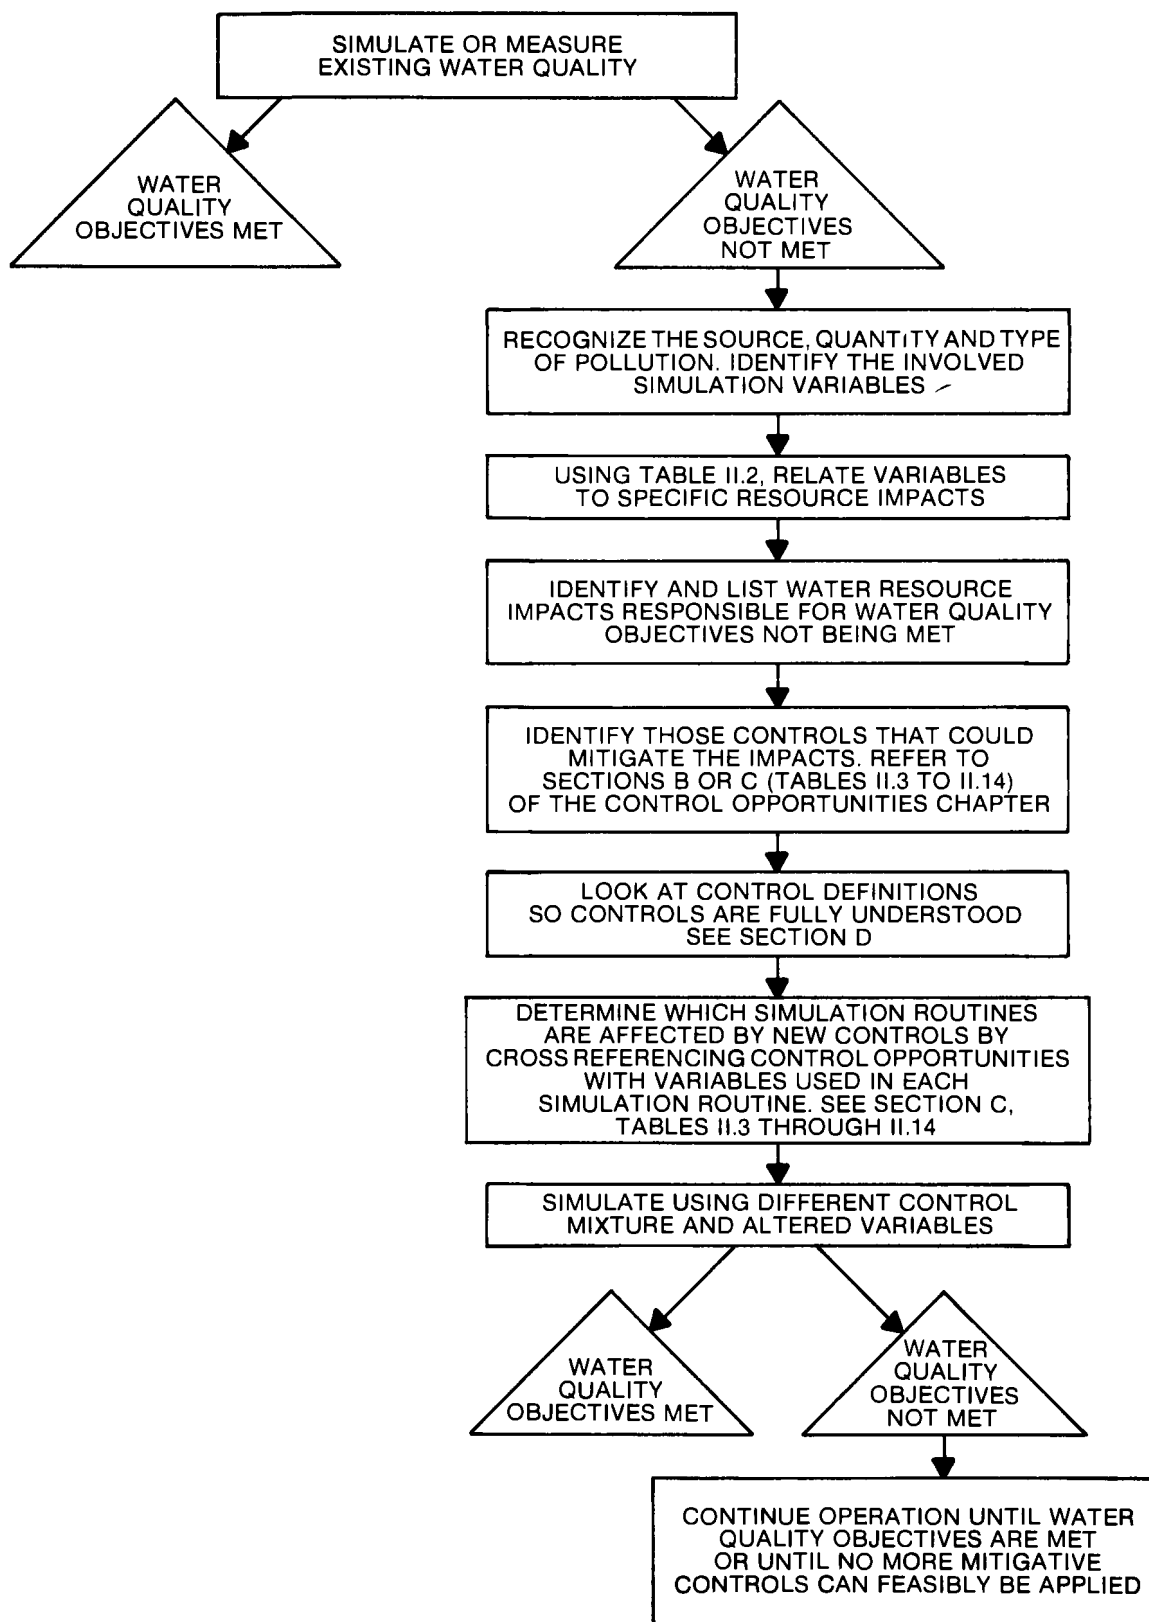 SIMULATE OR MEASURE
EXISTING WATER QUALITY
WATER
QUALITY
OBJECTIVES MET
WATER
QUALITY
OBJECTIVES
NOT MET
RECOGNIZE THE SOURCE, QUANTITY AND TYPE
OF POLLUTION. IDENTIFY THE INVOLVED
SIMULATION VARIABLES
USING TABLE II.2, RELATE VARIABLES
TO SPECIFIC RESOURCE IMPACTS
IDENTIFY AND LIST WATER RESOURCE
IMPACTS RESPONSIBLE FOR WATER QUALITY
OBJECTIVES NOT BEING MET
IDENTIFY THOSE CONTROLS THAT COULD
MITIGATE THE IMPACTS. REFER TO
SECTIONS B OR C (TABLES II.3 TO II.14)
OF THE CONTROL OPPORTUNITIES CHAPTER
LOOK AT CONTROL DEFINITIONS
SO CONTROLS ARE FULLY UNDERSTOOD
SEE SECTION D
DETERMINE WHICH SIMULATION ROUTINES
ARE AFFECTED BY NEW CONTROLS BY
CROSS REFERENCING CONTROL OPPORTUNITIES
WITH VARIABLES USED IN EACH
SIMULATION ROUTINE. SEE SECTION C,
TABLES II.3 THROUGH II.14
SIMULATE USING DIFFERENT CONTROL
MIXTURE AND ALTERED VARIABLES
WATER
QUALITY
OBJECTIVES MET
WATER
QUALITY
OBJECTIVES
NOT MET
CONTINUE OPERATION UNTIL WATER
QUALITY OBJECTIVES ARE MET
OR UNTIL NO MORE MITIGATIVE
CONTROLS CAN FEASIBLY BE APPLIED